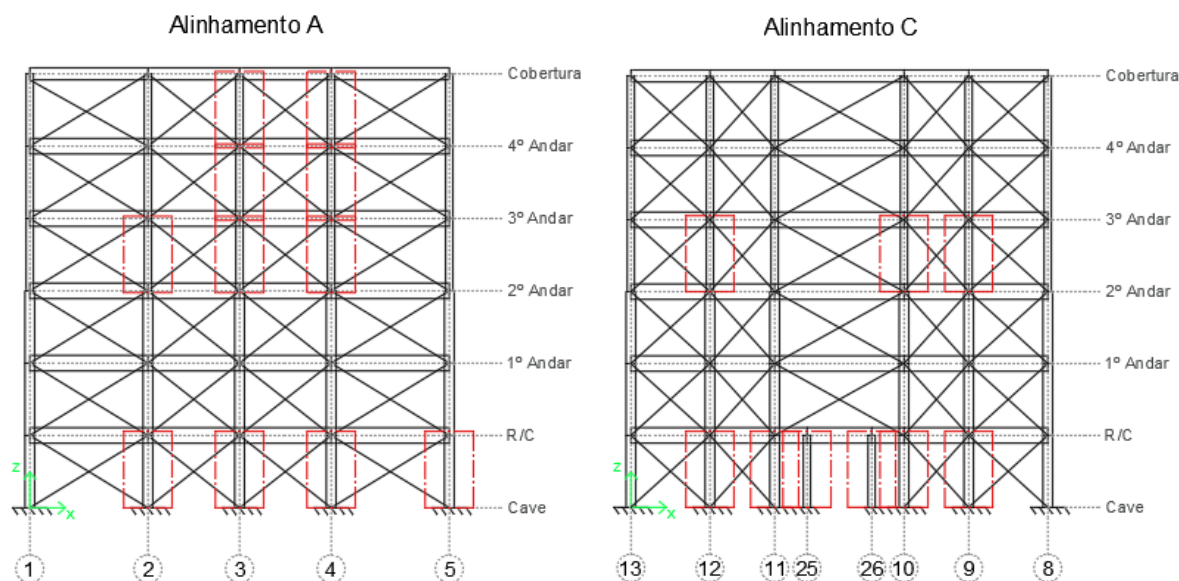 Alinhamento A
Cobertura
4º Andar
3º Andar
2º Andar
1º Andar
R/C
Cave
z
x
1 2 3 4 5
Alinhamento C
Cobertura
4º Andar
3º Andar
2º Andar
1º Andar
R/C
Cave
z
x
13 12 11 25 26 10 9 8